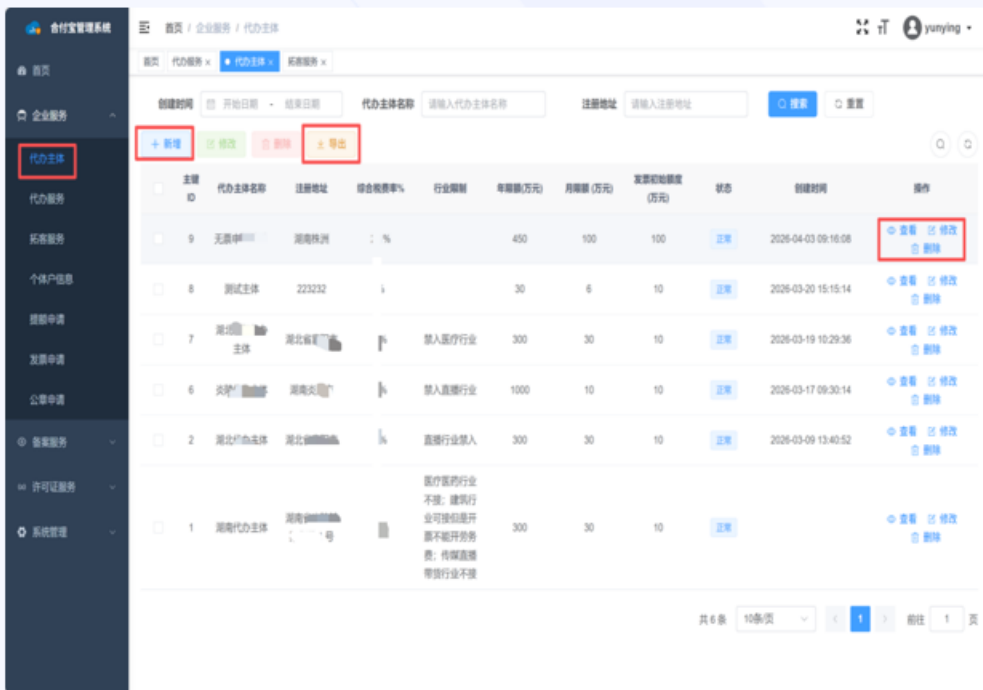 合付宝管理系统
首页 / 企业服务 / 代办主体
yunying
首页 代办服务 × 代办主体 × 拓客服务 ×
首页
企业服务
代办主体
代办服务
拓客服务
个体户信息
提额申请
发票申请
公章申请
备案服务
许可证服务
系统管理
创建时间 开始日期 - 结束日期 代办主体名称 请输入代办主体名称 注册地址 请输入注册地址 搜索 重置
+ 新增 修改 删除 导出
主键ID 代办主体名称 注册地址 综合税费率% 行业限制 年限额(万元) 月限额 (万元) 发票初始额度(万元) 状态 创建时间 操作
9 无票申 湖南株洲 % 450 100 100 正常 2026-04-03 09:16:08 查看 修改
删除
8 测试主体 223232 30 6 10 正常 2026-03-20 15:15:14 查看 修改
删除
7 湖北 主体 湖北省 % 禁入医疗行业 300 30 10 正常 2026-03-19 10:29:36 查看 修改
删除
6 炎 湖南炎 % 禁入直播行业 1000 10 10 正常 2026-03-17 09:30:14 查看 修改
删除
2 湖北代办主体 湖北省 % 直播行业禁入 300 30 10 正常 2026-03-09 13:40:52 查看 修改
删除
1 湖南代办主体 湖南省 号 300 30 10 正常 查看 修改
删除
医疗医药行业
不接；建筑行
业可接但是开
票不能开劳务
费；传媒直播
带货行业不接
共 6 条 10条/页 < 1 > 前往 1 页